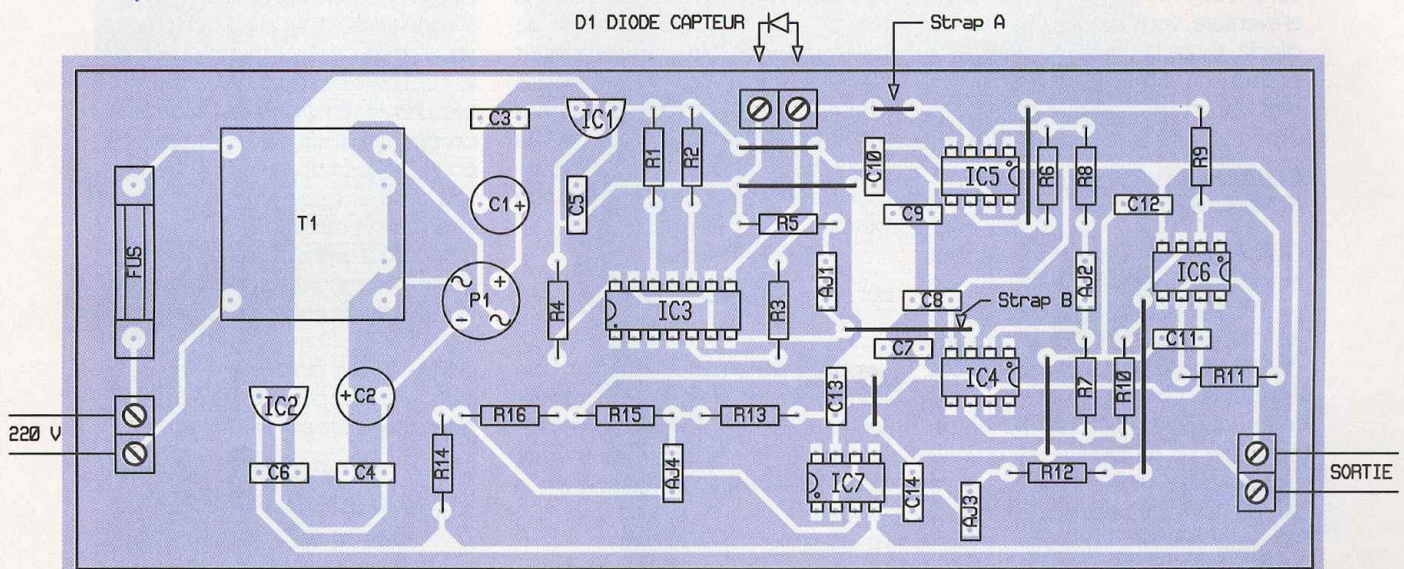 D1 DIODE CAPTEUR
Strap A
C3
IC1
R1
R2
C10
IC5
R6
R8
R9
C1 +
C5
C9
C12
T1
R5
FUS
P1
+
-
R4
IC3
R3
AJ1
C8
Strap B
AJ2
IC6
C7
C11
IC2
+ C2
C13
IC4
R7
R10
R11
220 V
R16
R15
R13
C6
C4
R14
AJ4
IC7
C14
AJ3
R12
SORTIE